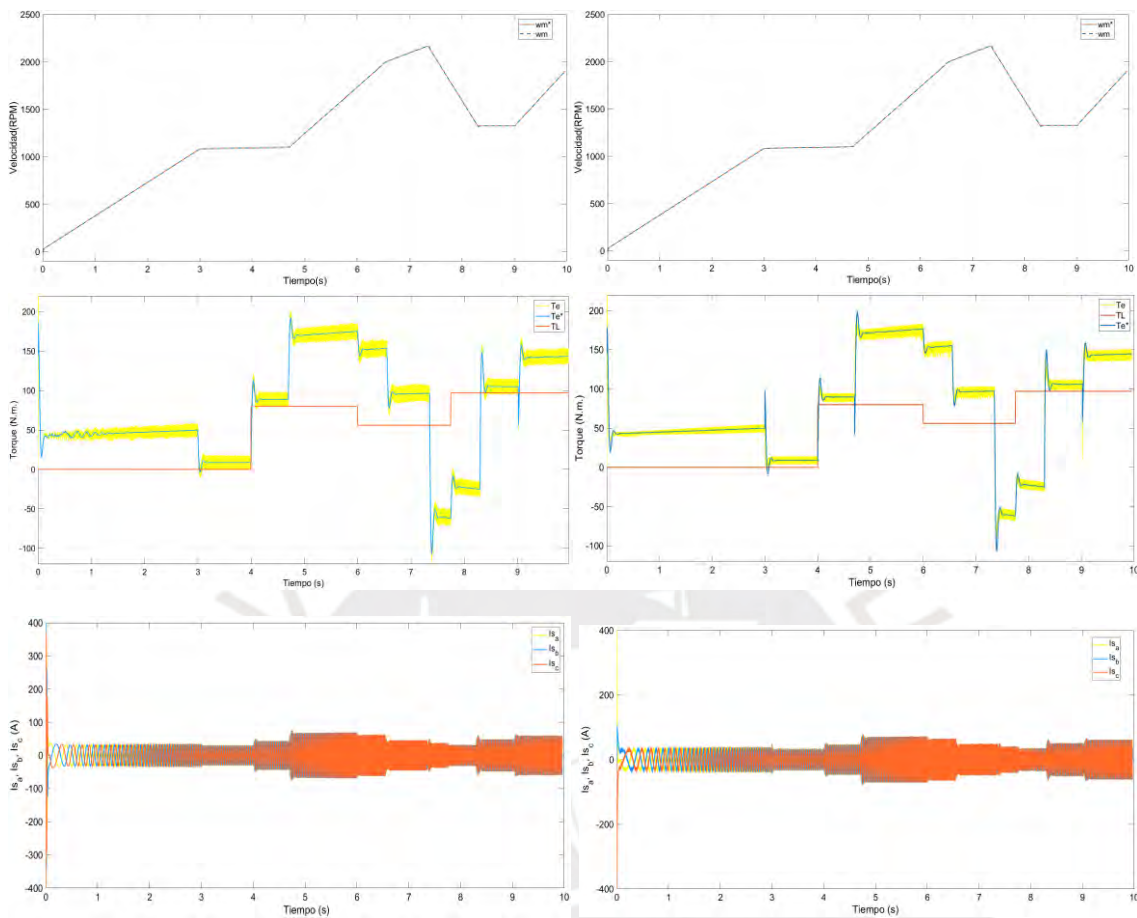 2500
2000
1500
1000
500
0
Velocidad(RPM)
wm*
wm
0 1 2 3 4 5 6 7 8 9 10
Tiempo(s)
2500
2000
1500
1000
500
0
Velocidad(RPM)
wm*
wm
0 1 2 3 4 5 6 7 8 9 10
Tiempo(s)
200
150
100
50
0
-50
-100
Torque (N.m.)
Te
Te*
TL
0 1 2 3 4 5 6 7 8 9
Tiempo (s)
200
150
100
50
0
-50
-100
Torque (N.m.)
Te
TL
Te*
0 1 2 3 4 5 6 7 8 9 10
Tiempo (s)
400
300
200
100
0
-100
-200
-300
-400
Is_a, Is_b, Is_c (A)
Is_a
Is_b
Is_c
0 1 2 3 4 5 6 7 8 9 10
Tiempo (s)
400
200
0
-200
-400
Is_a, Is_b, Is_c (A)
Is_a
Is_b
Is_c
0 1 2 3 4 5 6 7 8 9 10
Tiempo (s)